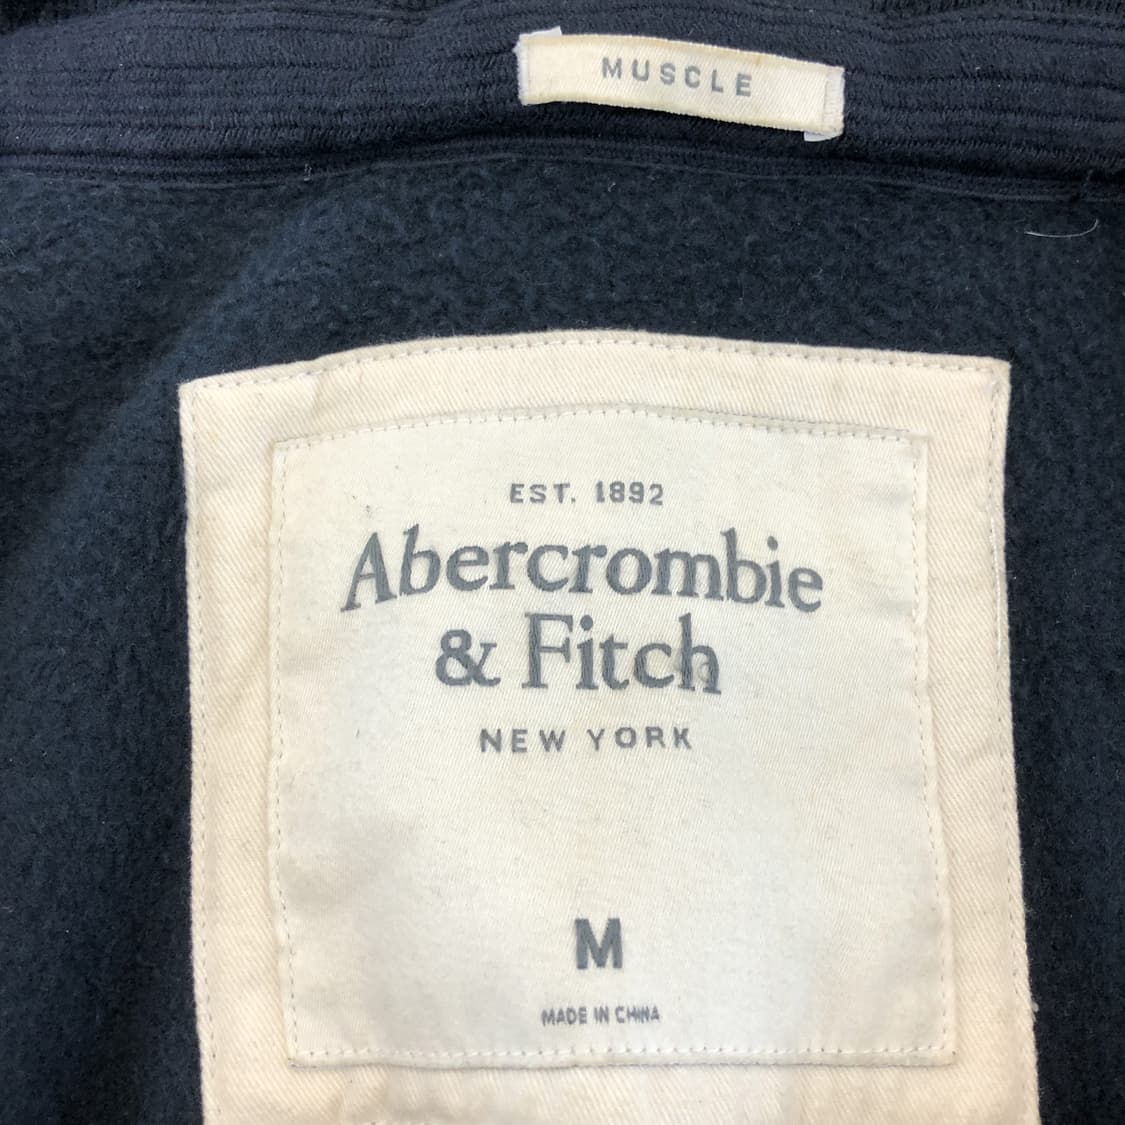 MUSCLE
EST. 1892
Abercrombie
& Fitch
NEW YORK
M
MADE IN CHINA